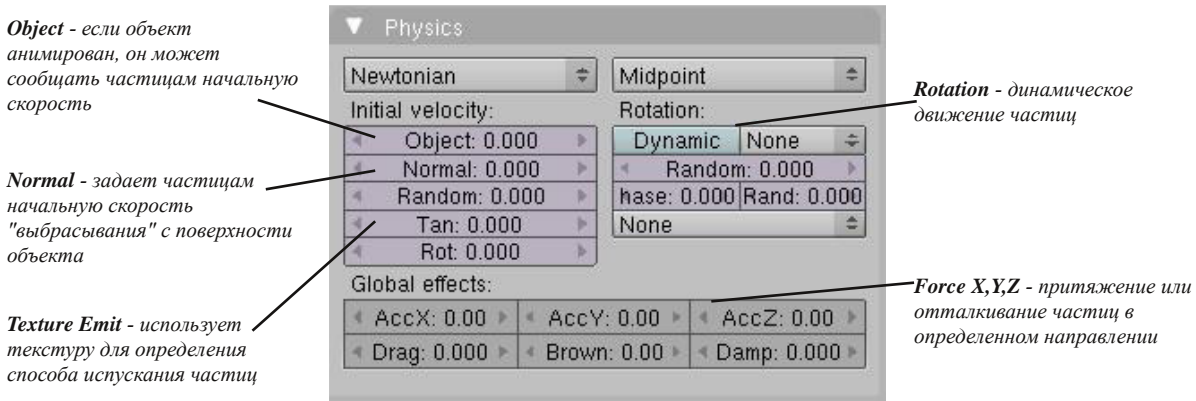 Object - если объект
анимирован, он может
сообщать частицам начальную
скорость
Normal - задает частицам
начальную скорость
"выбрасывания" с поверхности
объекта
Texture Emit - использует
текстуру для определения
способа испускания частиц
Physics
Newtonian
Midpoint
Initial velocity:
Rotation:
Object: 0.000
Dynamic None
Normal: 0.000
Random: 0.000
Random: 0.000
hase: 0.000 Rand: 0.000
Tan: 0.000
None
Rot: 0.000
Global effects:
AccX: 0.00 AccY: 0.00 AccZ: 0.00
Drag: 0.000 Brown: 0.00 Damp: 0.000
Rotation - динамическое
движение частиц
Force X,Y,Z - притяжение или
отталкивание частиц в
определенном направлении